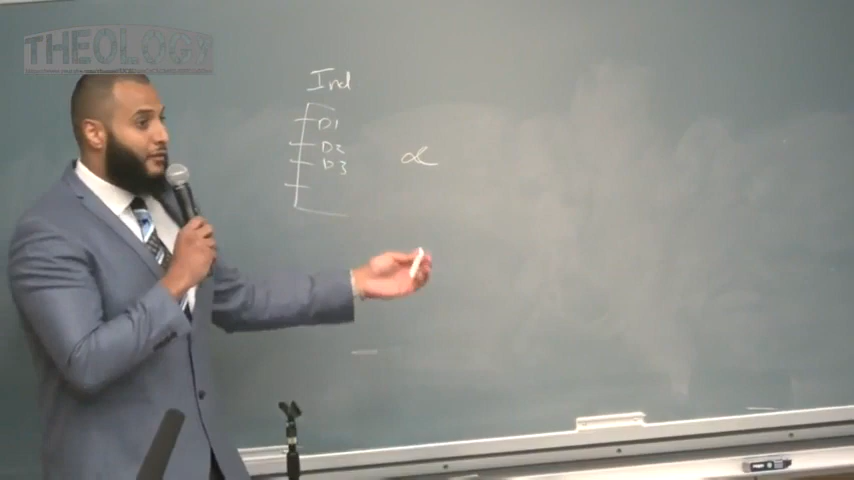 THEOLOGY
Ind
D1
D2
D3
∝